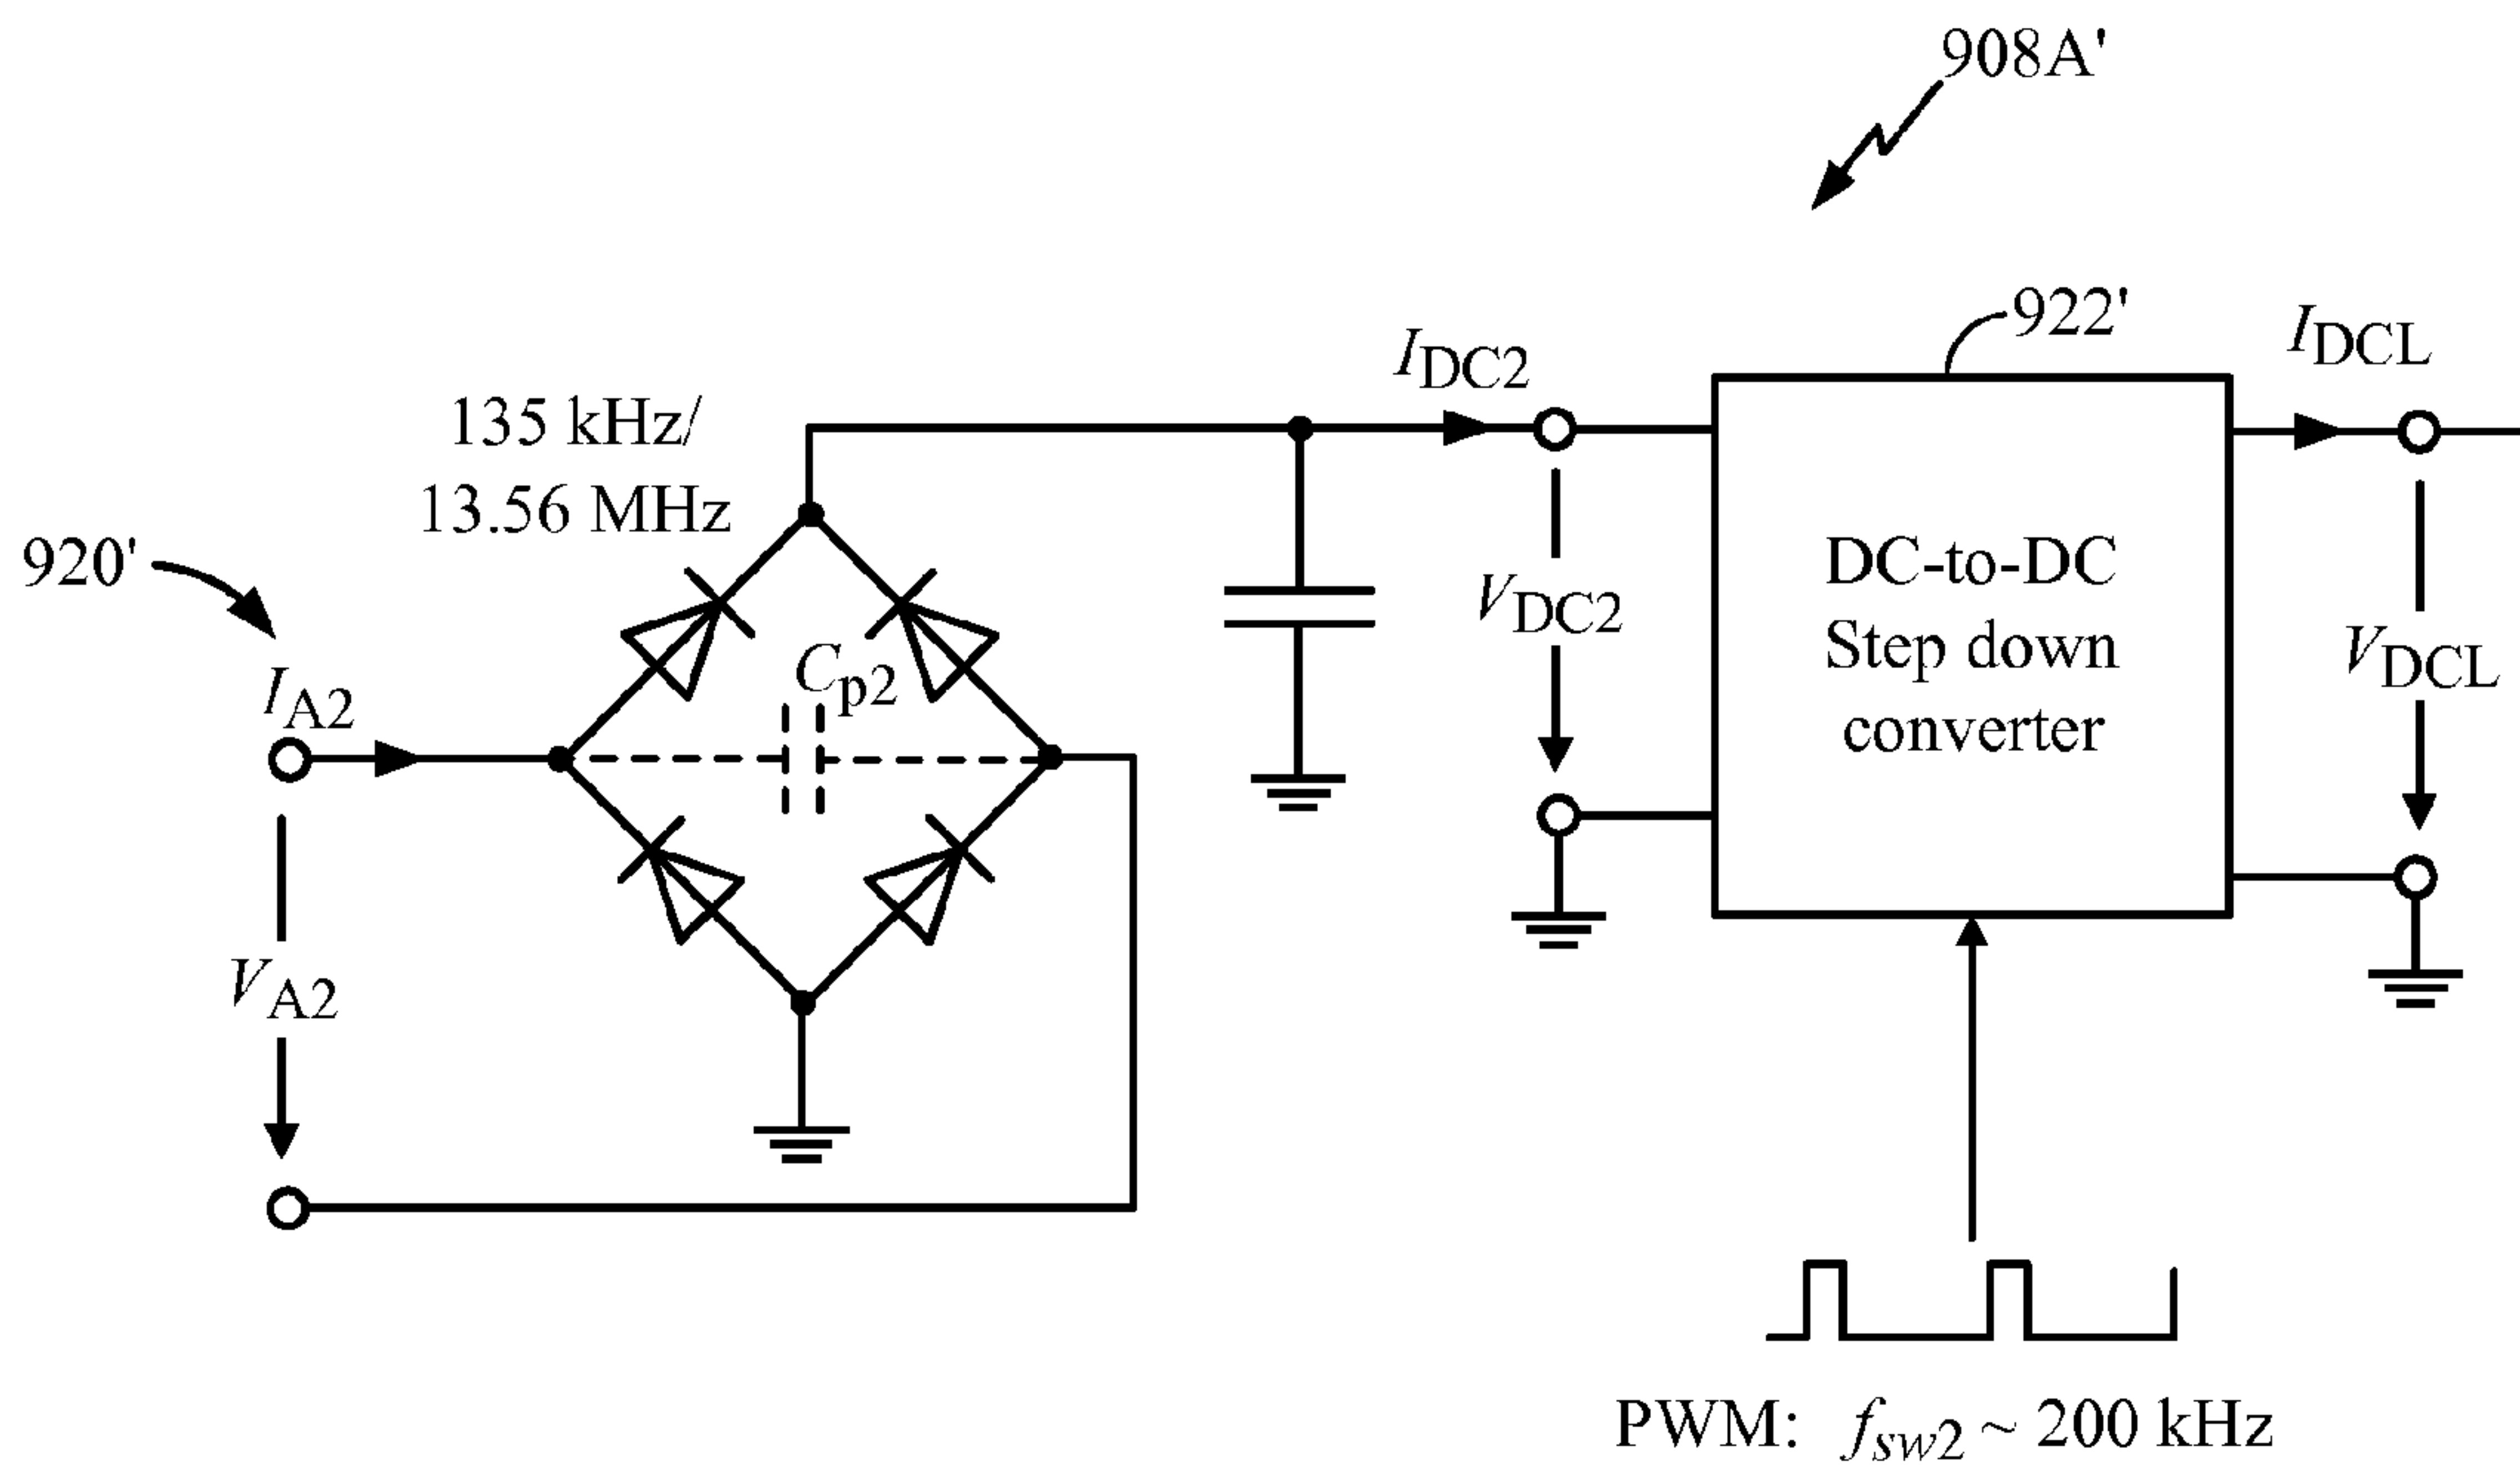 908A'
922'
I_DCL
I_DC2
135 kHz/
13.56 MHz
920'
DC-to-DC
Step down
converter
V_DC2
V_DCL
C_p2
I_A2
V_A2
PWM: f_sw2 ~ 200 kHz